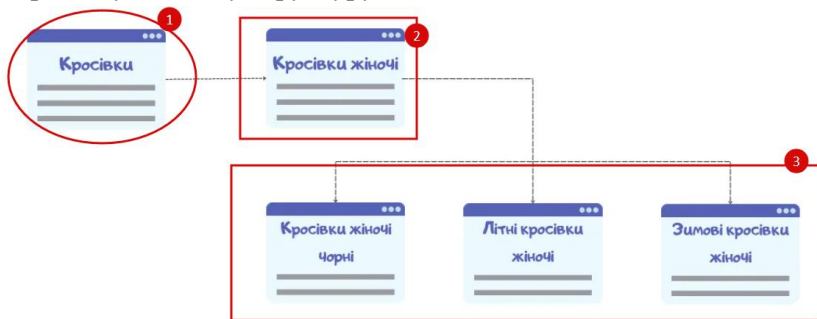 1
Кросівки
2
Кросівки жіночі
3
Кросівки жіночі
чорні
Літні кросівки
жіночі
Зимові кросівки
жіночі